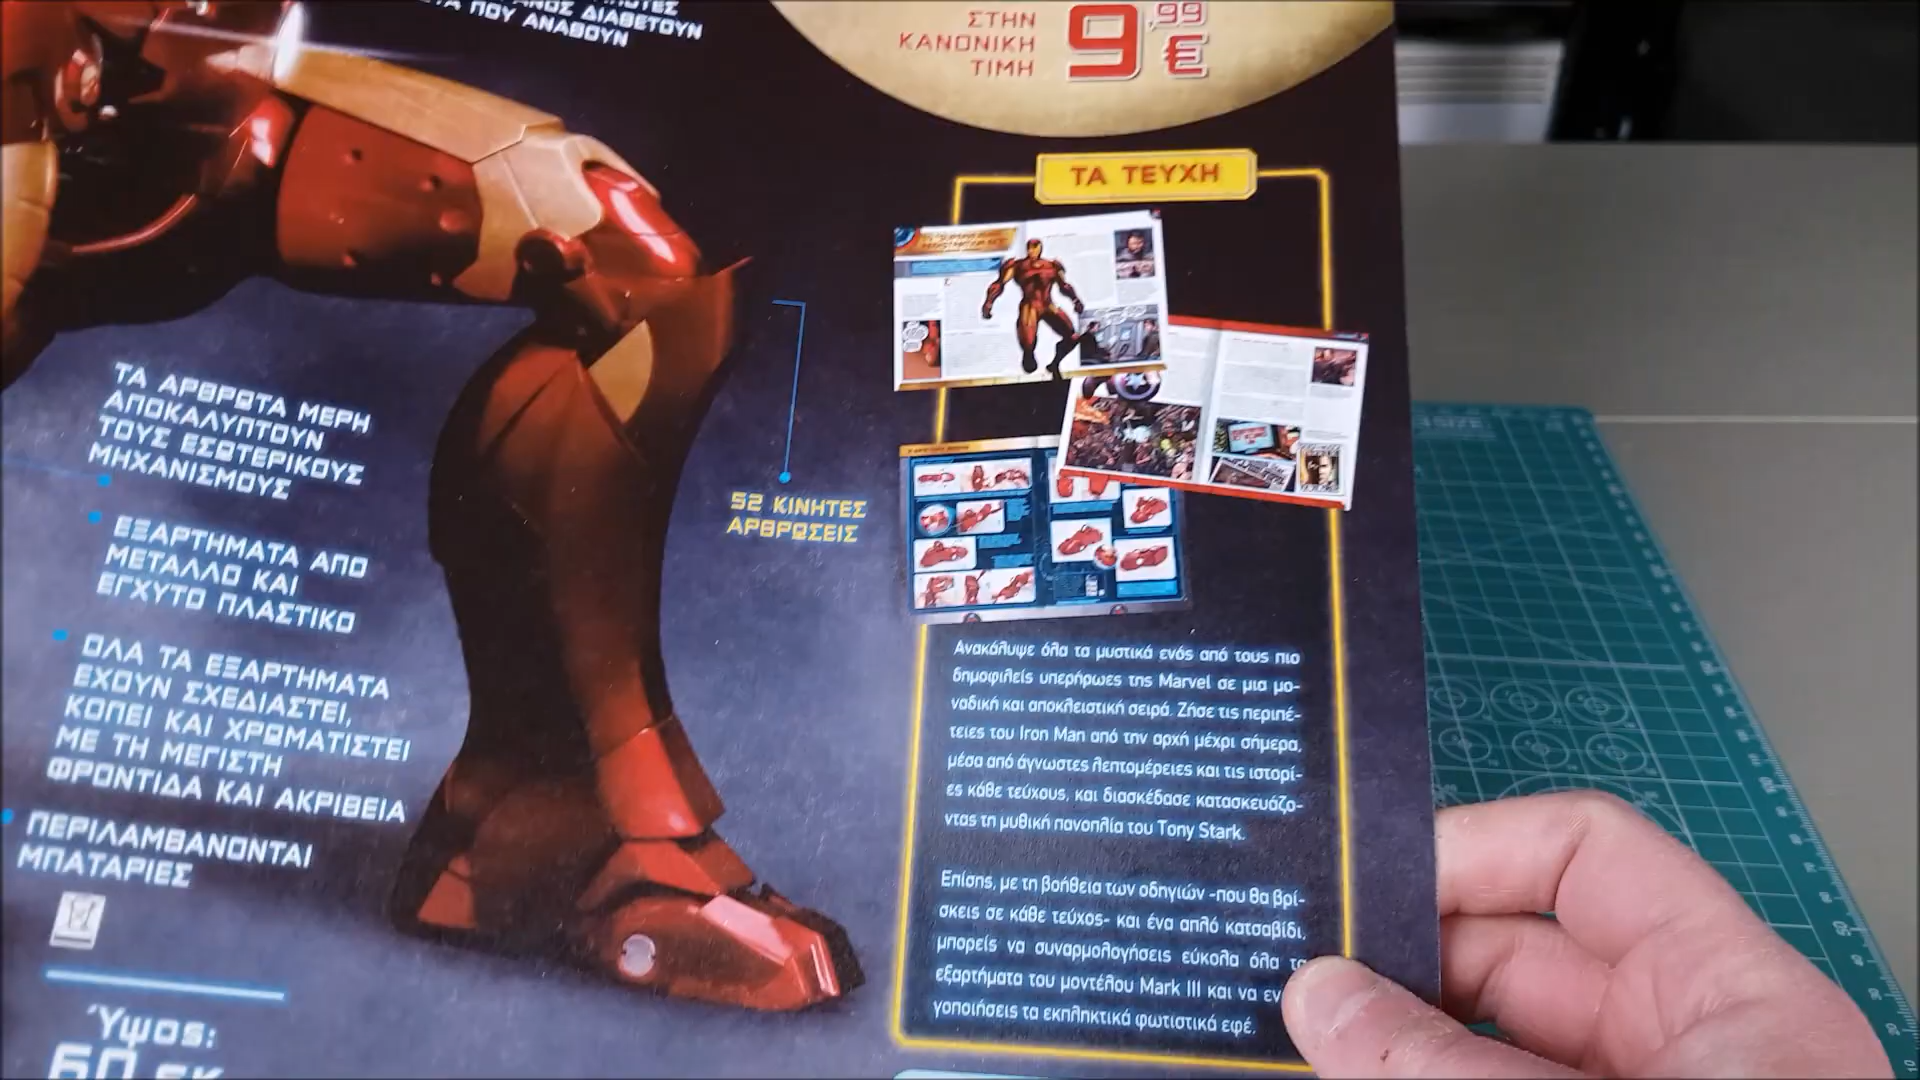 ΔΙΑΘΕΤΟΥΝ
ΠΟΥ ΑΝΑΒΟΥΝ
ΣΤΗΝ
ΚΑΝΟΝΙΚΗ
ΤΙΜΗ
9,99
€
ΤΑ ΤΕΥΧΗ
ΤΑ ΑΡΘΡΩΤΑ ΜΕΡΗ
ΑΠΟΚΑΛΥΠΤΟΥΝ
ΤΟΥΣ ΕΣΩΤΕΡΙΚΟΥΣ
ΜΗΧΑΝΙΣΜΟΥΣ
ΕΞΑΡΤΗΜΑΤΑ ΑΠΟ
ΜΕΤΑΛΛΟ ΚΑΙ
ΕΓΧΥΤΟ ΠΛΑΣΤΙΚΟ
ΟΛΑ ΤΑ ΕΞΑΡΤΗΜΑΤΑ
ΕΧΟΥΝ ΣΧΕΔΙΑΣΤΕΙ,
ΚΟΠΕΙ ΚΑΙ ΧΡΩΜΑΤΙΣΤΕΙ
ΜΕ ΤΗ ΜΕΓΙΣΤΗ
ΦΡΟΝΤΙΔΑ ΚΑΙ ΑΚΡΙΒΕΙΑ
ΠΕΡΙΛΑΜΒΑΝΟΝΤΑΙ
ΜΠΑΤΑΡΙΕΣ
Ύψος:
60 εκ
52 ΚΙΝΗΤΕΣ
ΑΡΘΡΩΣΕΙΣ
Ανακάλυψε όλα τα μυστικά ενός από τους πιο
δημοφιλείς υπερήρωες της Marvel σε μια μο-
ναδική και αποκλειστική σειρά. Ζήσε τις περιπέ-
τειες του Iron Man από την αρχή μέχρι σήμερα,
μέσα από άγνωστες λεπτομέρειες και τις ιστορί-
ες κάθε τεύχους, και διασκέδασε κατασκευάζο-
ντας τη μυθική πανοπλία του Tony Stark.
Επίσης, με τη βοήθεια των οδηγιών -που θα βρί-
σκεις σε κάθε τεύχος- και ένα απλό κατσαβίδι,
μπορείς να συναρμολογήσεις εύκολα όλα τα
εξαρτήματα του μοντέλου Mark III και να εν
γοποιήσεις τα εκπληκτικά φωτιστικά εφέ.